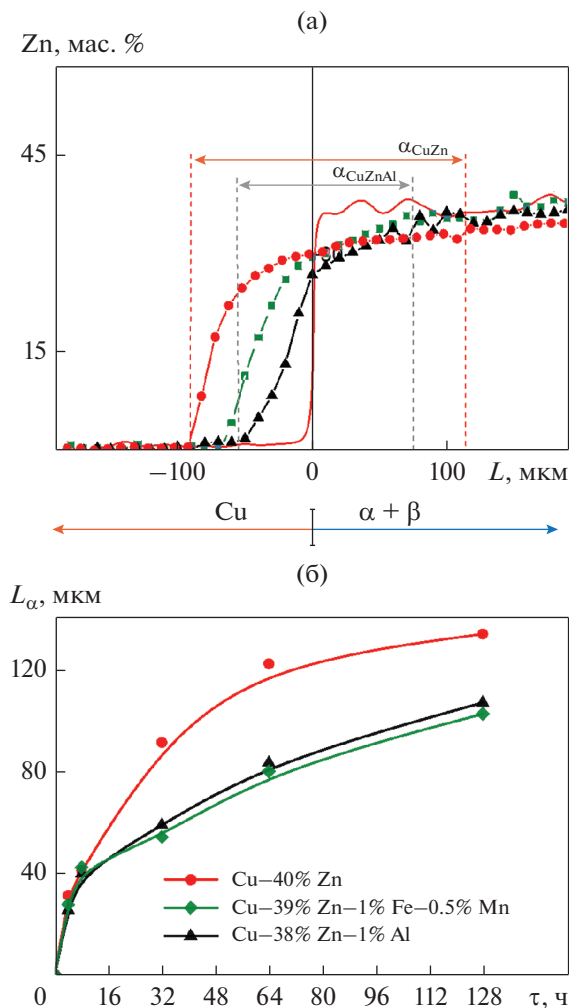 (а)
Zn, мас. %
45
α_CuZn
α_CuZnAl
15
−100
0
100
L, мкм
Cu
α + β
(б)
L_α, мкм
120
80
40
Cu–40% Zn
Cu–39% Zn–1% Fe–0.5% Mn
Cu–38% Zn–1% Al
0
16
32
48
64
80
96
112
128
τ, ч